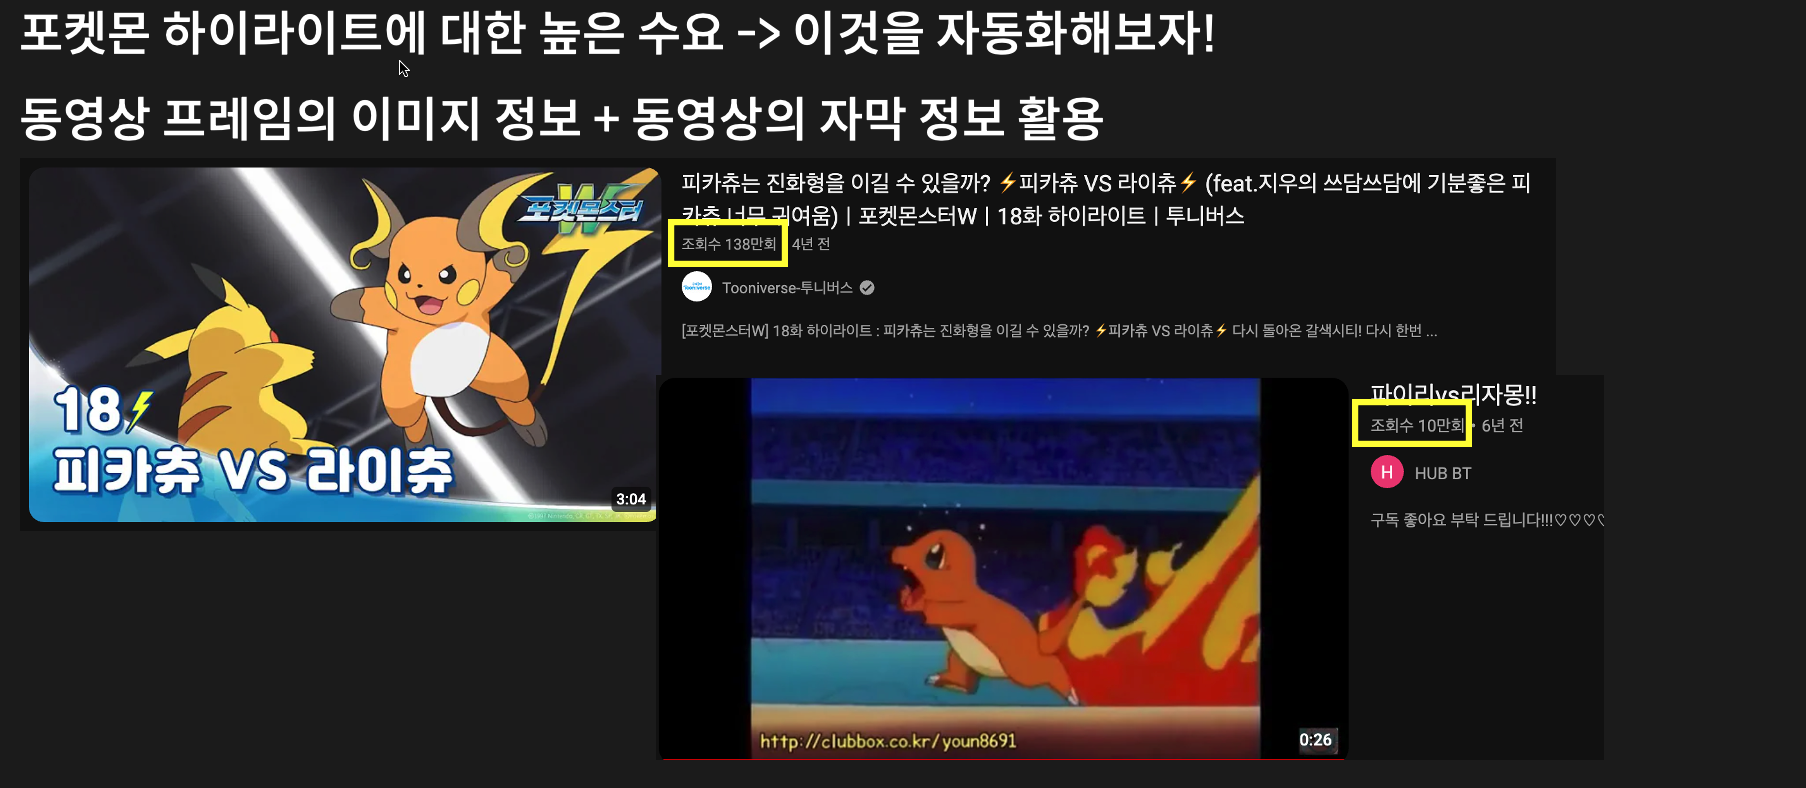 포켓몬 하이라이트에 대한 높은 수요 -> 이것을 자동화해보자!
동영상 프레임의 이미지 정보 + 동영상의 자막 정보 활용
포켓몬스터
W
18⚡
피카츄 VS 라이츄
3:04
피카츄는 진화형을 이길 수 있을까? ⚡피카츄 VS 라이츄⚡ (feat.지우의 쓰담쓰담에 기분좋은 피
카츄 너무 귀여움)ㅣ포켓몬스터Wㅣ18화 하이라이트ㅣ투니버스
조회수 138만회 4년 전
Tooniverse
Tooniverse-투니버스
[포켓몬스터W] 18화 하이라이트 : 피카츄는 진화형을 이길 수 있을까? ⚡피카츄 VS 라이츄⚡ 다시 돌아온 갈색시티! 다시 한번 ...
http://clubbox.co.kr/youn8691
0:26
파이리vs리자몽!!
조회수 10만회 • 6년 전
H
HUB BT
구독 좋아요 부탁 드립니다!!!♡♡♡♡